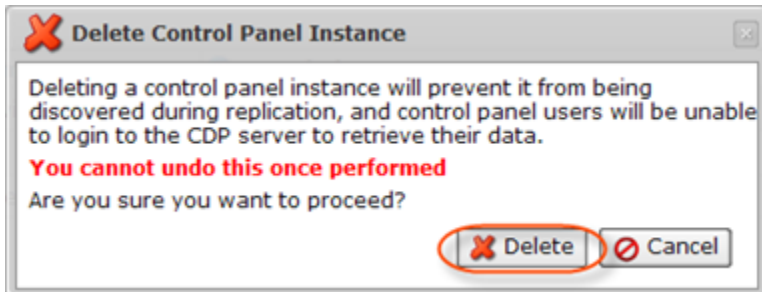 Delete Control Panel Instance
Deleting a control panel instance will prevent it from being
discovered during replication, and control panel users will be unable
to login to the CDP server to retrieve their data.
You cannot undo this once performed
Are you sure you want to proceed?
Delete Cancel